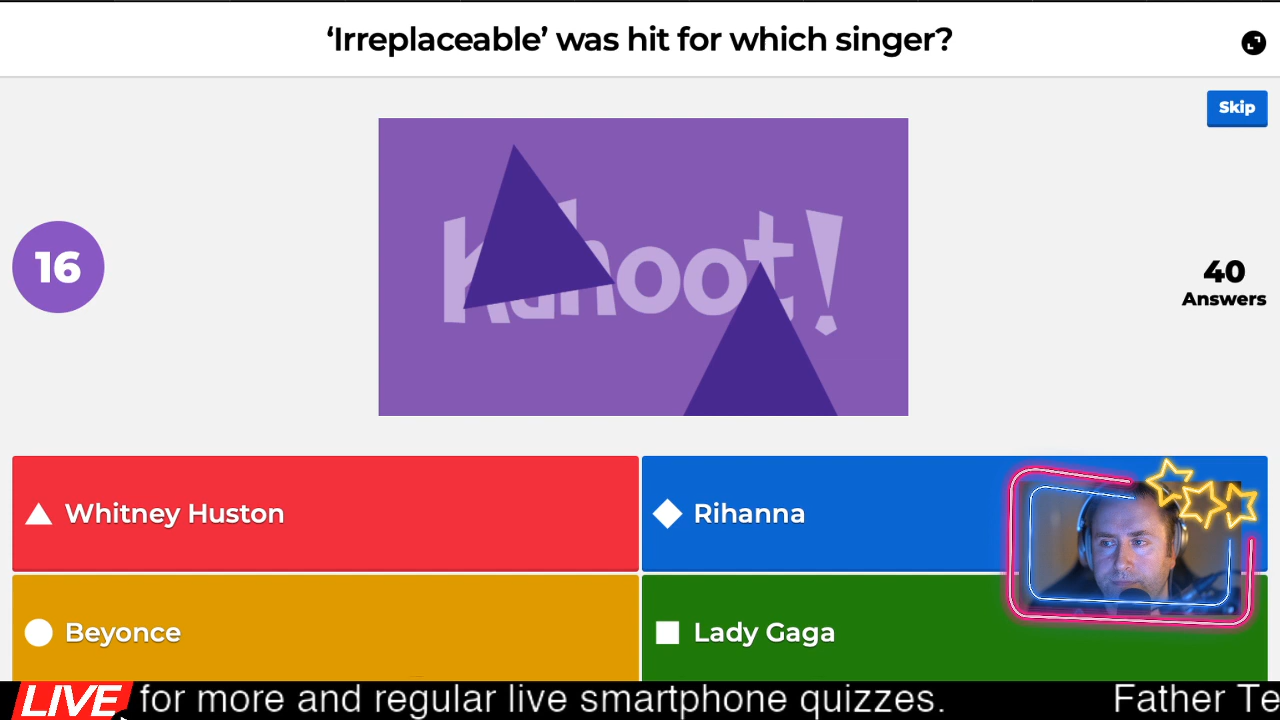 ‘Irreplaceable’ was hit for which singer?
Skip
kahoot!
16
40
Answers
Whitney Huston
Rihanna
Beyonce
Lady Gaga
LIVE for more and regular live smartphone quizzes. Father Te